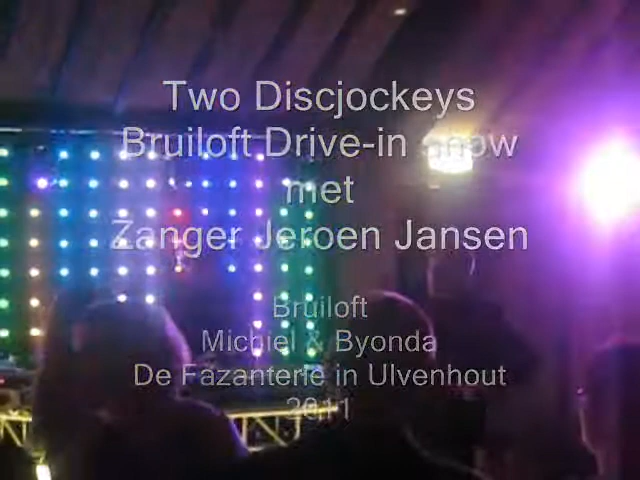 Two Discjockeys
Bruiloft Drive-in show
met
Zanger Jeroen Jansen
Bruiloft
Michiel & Byonda
De Fazanterie in Ulvenhout
2011